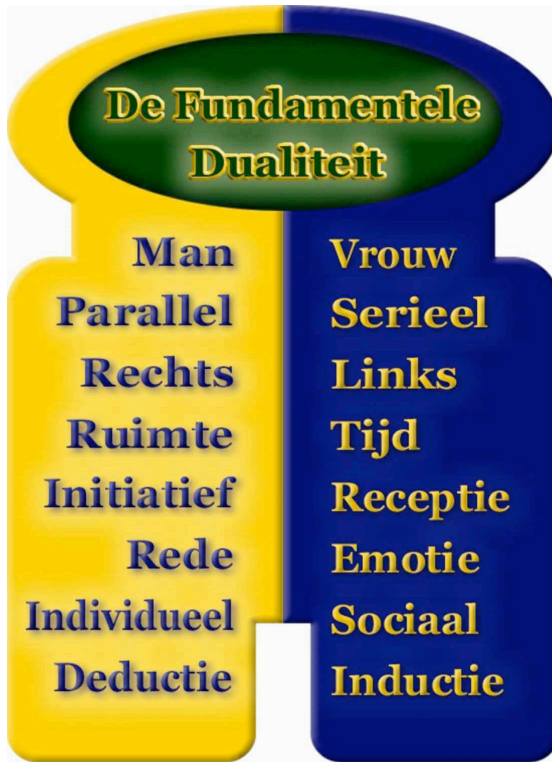 De Fundamentele
Dualiteit
Man Vrouw
Parallel Serieel
Rechts Links
Ruimte Tijd
Initiatief Receptie
Rede Emotie
Individueel Sociaal
Deductie Inductie